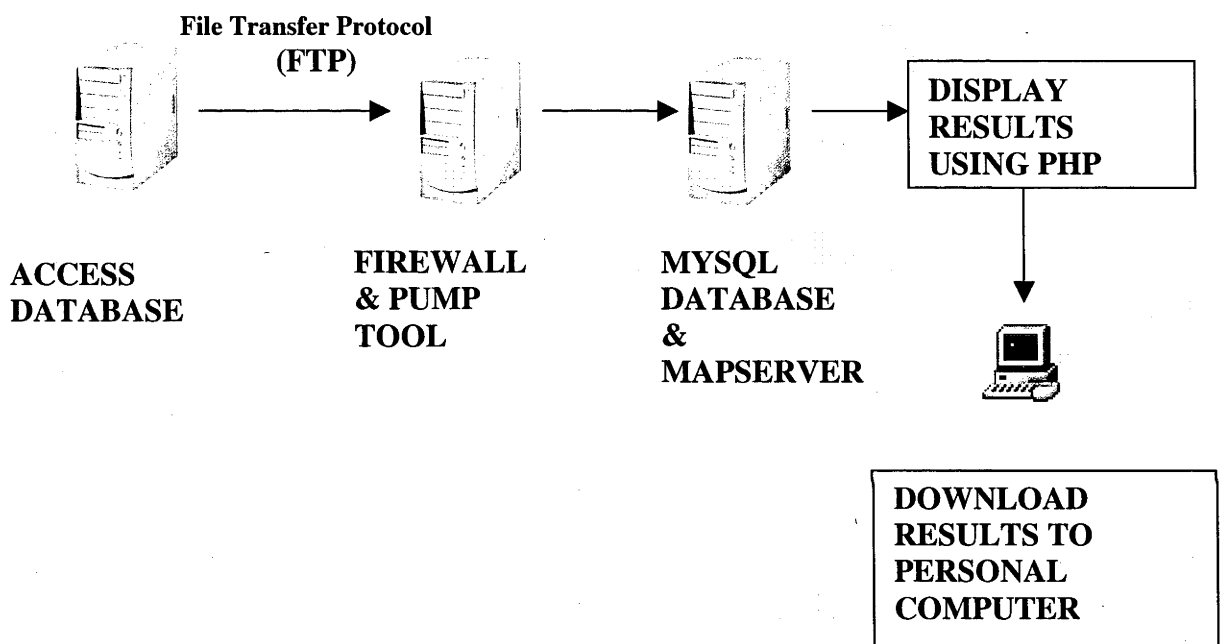 File Transfer Protocol
(FTP)
DISPLAY
RESULTS
USING PHP
ACCESS
DATABASE
FIREWALL
& PUMP
TOOL
MYSQL
DATABASE
&
MAPSERVER
DOWNLOAD
RESULTS TO
PERSONAL
COMPUTER